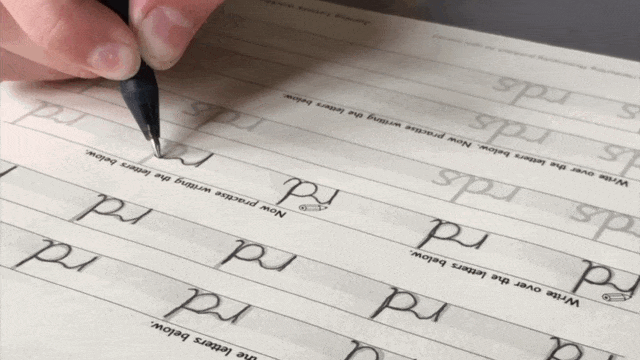 the letters below.
rd rd rd
rd rd rd rd
Write over the letters below. Now practise writing the letters below.
rd rd rd r rd
rds rds rds
rds rds
Write over the letters below. Now practise writing the letters below.
rds